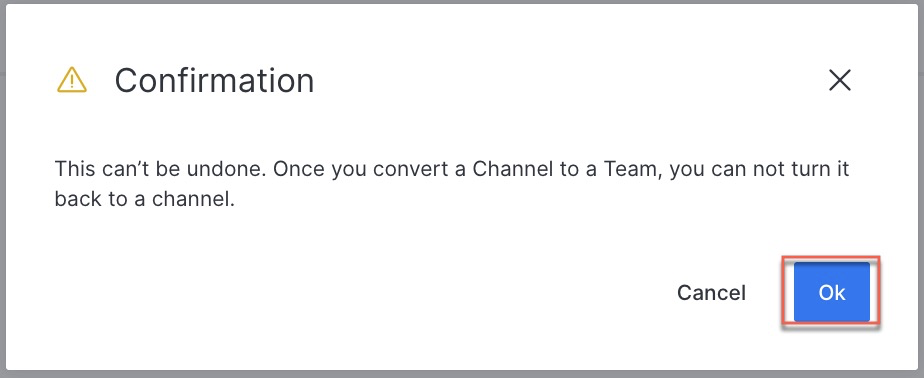 Confirmation
This can’t be undone. Once you convert a Channel to a Team, you can not turn it
back to a channel.
Cancel
Ok